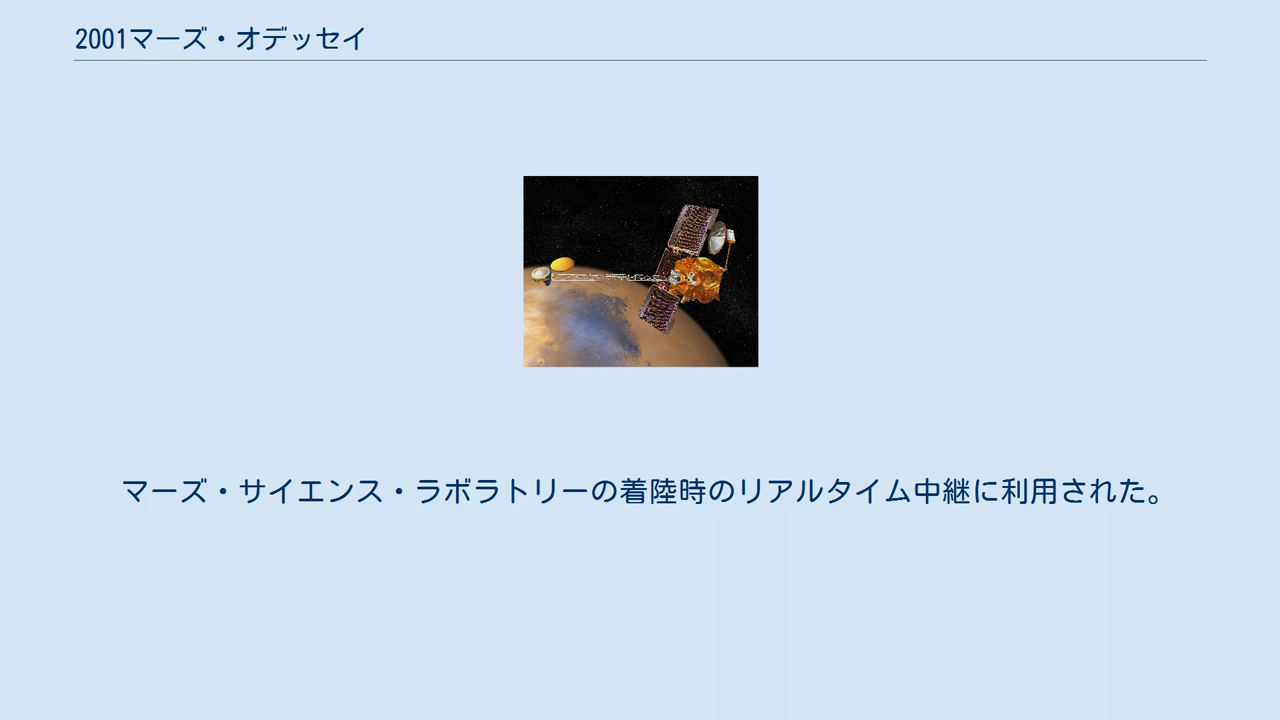 2001マーズ・オデッセイ
マーズ・サイエンス・ラボラトリーの着陸時のリアルタイム中継に利用された。